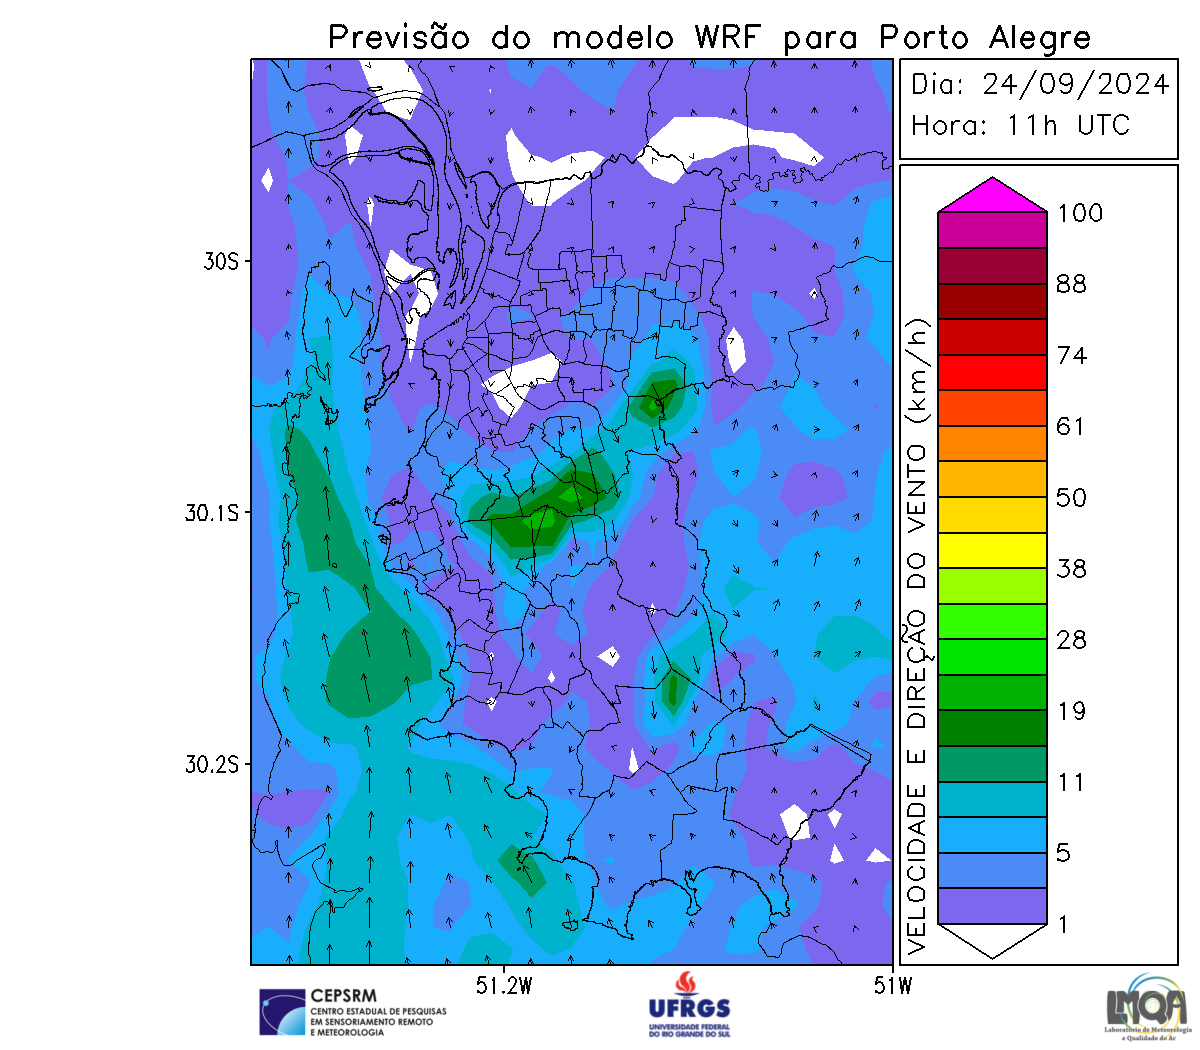 Previsão do modelo WRF para Porto Alegre
Dia: 24/09/2024
Hora: 11h UTC
30S
30.1S
30.2S
51.2W
51W
VELOCIDADE E DIREÇÃO DO VENTO (km/h)
100
88
74
61
50
38
28
19
11
5
1
CEPSRM
CENTRO ESTADUAL DE PESQUISAS
EM SENSORIAMENTO REMOTO
E METEOROLOGIA
UFRGS
UNIVERSIDADE FEDERAL
DO RIO GRANDE DO SUL
LMQA
Laboratório de Meteorologia
e Qualidade do Ar